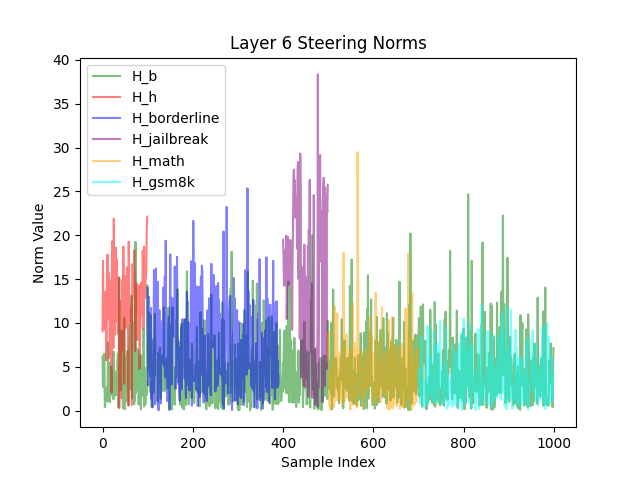 Layer 6 Steering Norms
H_b
H_h
H_borderline
H_jailbreak
H_math
H_gsm8k
40
35
30
25
20
15
10
5
0
Norm Value
0
200
400
600
800
1000
Sample Index